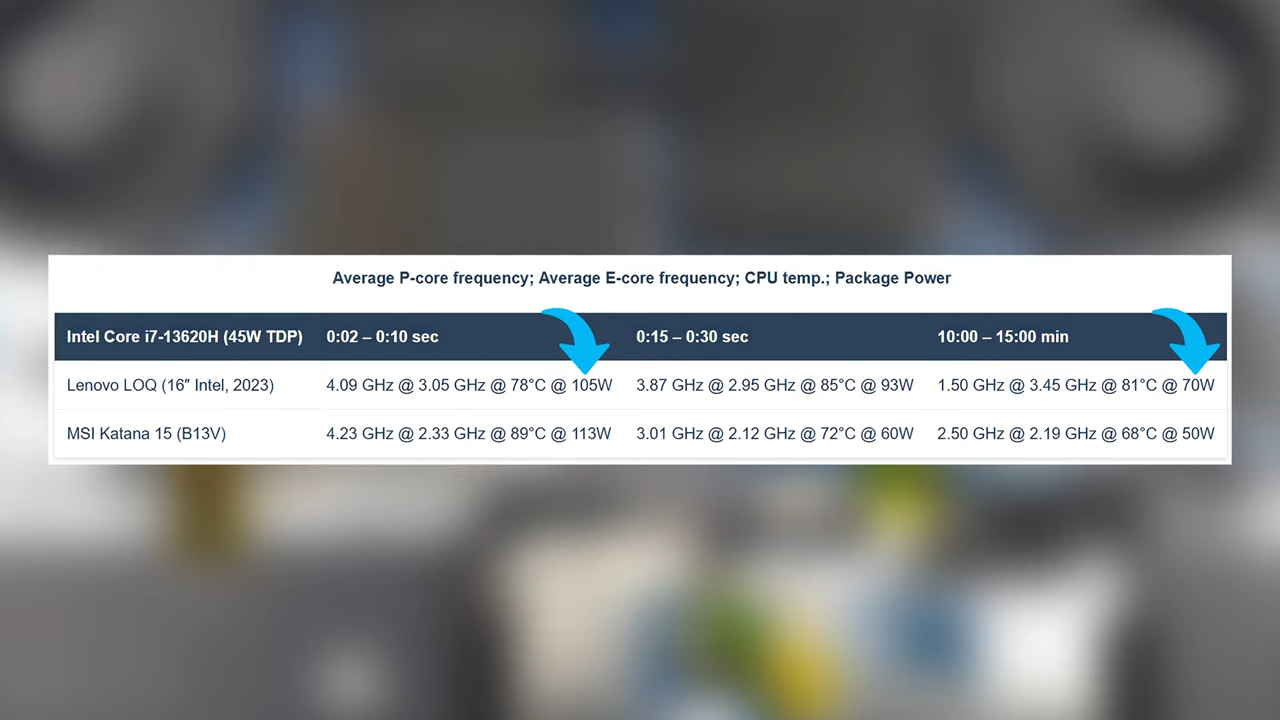 Average P-core frequency; Average E-core frequency; CPU temp.; Package Power
Intel Core i7-13620H (45W TDP) 0:02 – 0:10 sec 0:15 – 0:30 sec 10:00 – 15:00 min
Lenovo LOQ (16″ Intel, 2023) 4.09 GHz @ 3.05 GHz @ 78°C @ 105W 3.87 GHz @ 2.95 GHz @ 85°C @ 93W 1.50 GHz @ 3.45 GHz @ 81°C @ 70W
MSI Katana 15 (B13V) 4.23 GHz @ 2.33 GHz @ 89°C @ 113W 3.01 GHz @ 2.12 GHz @ 72°C @ 60W 2.50 GHz @ 2.19 GHz @ 68°C @ 50W